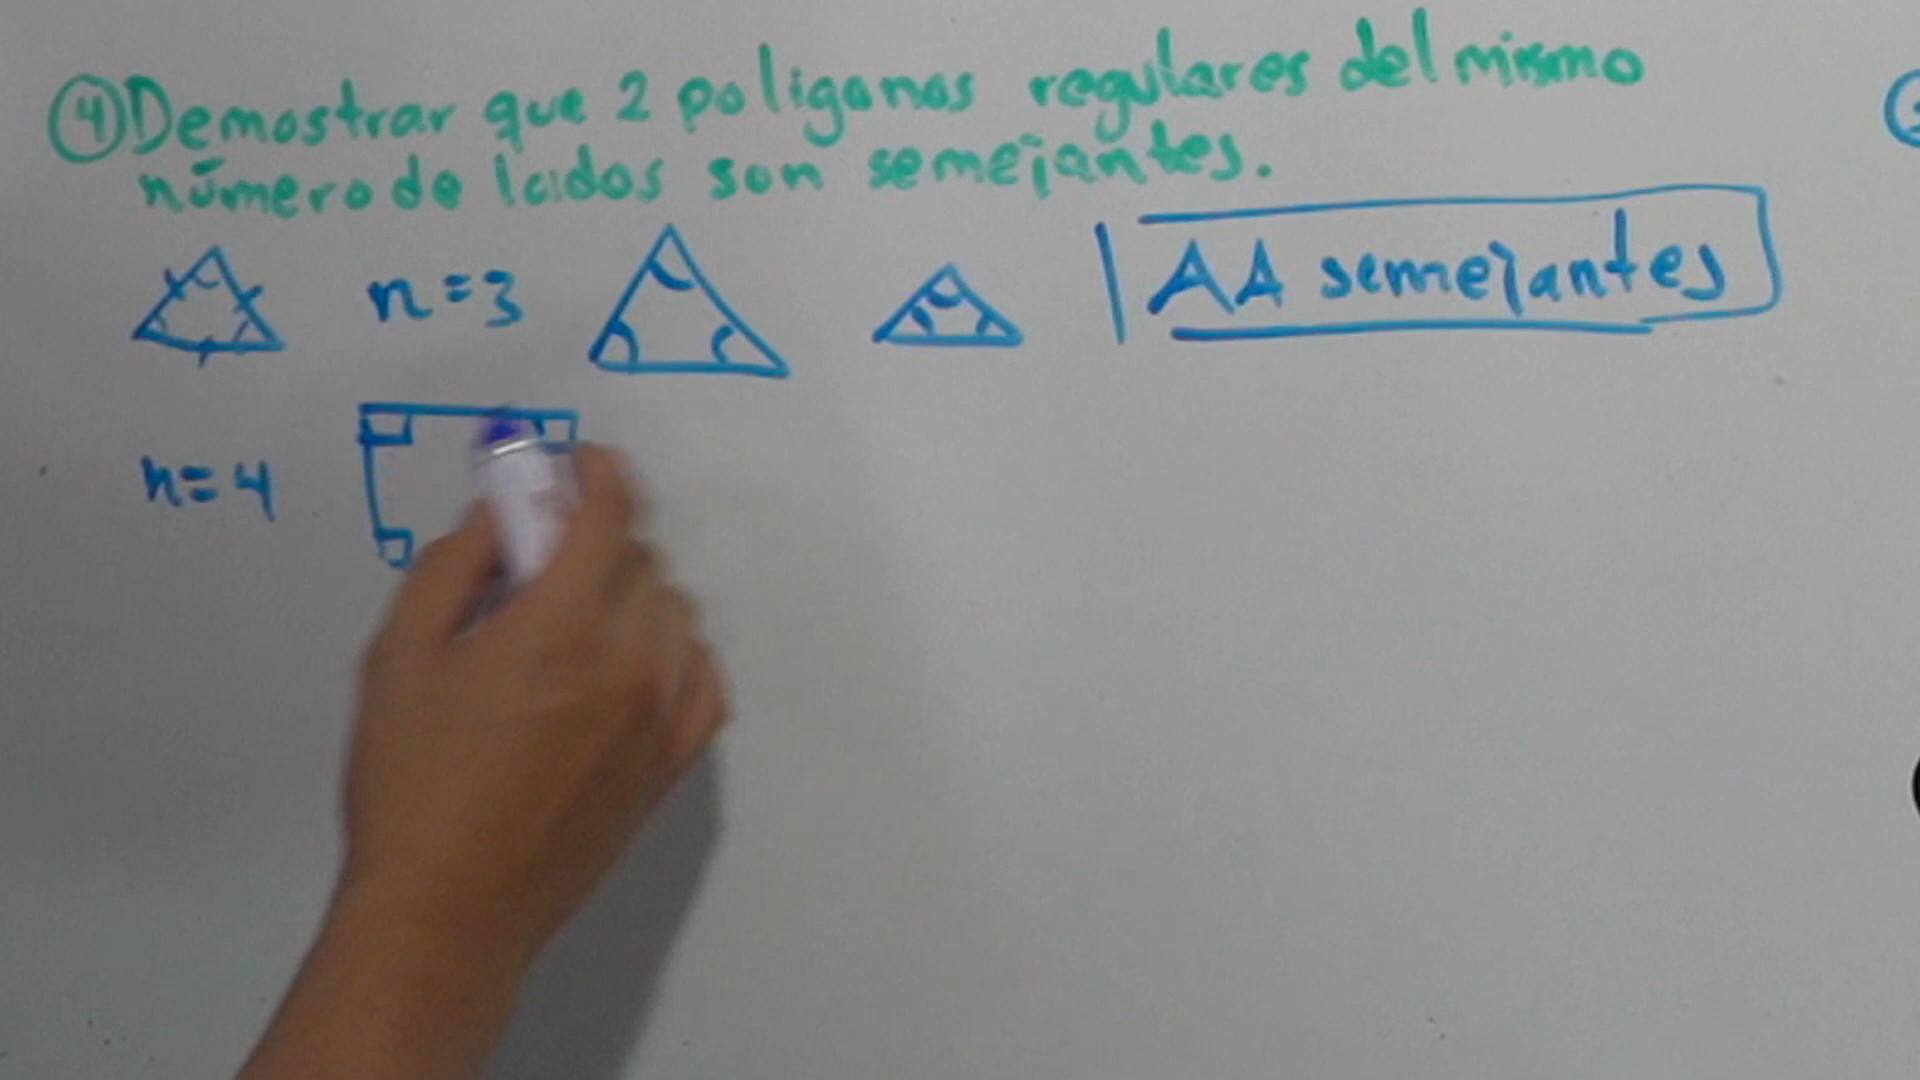 ④ Demostrar que 2 poligonos regulares del mismo
número de lados son semejantes.
n=3
AA semejantes
n=4